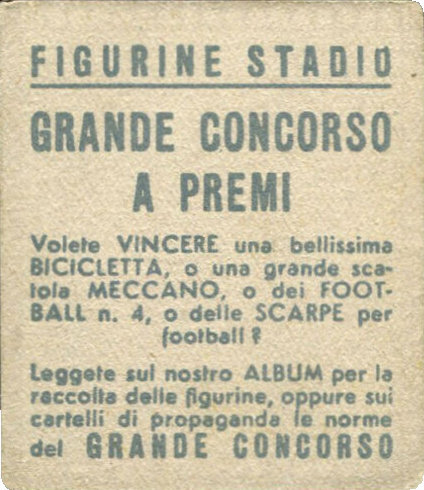 FIGURINE STADIO
GRANDE CONCORSO
A PREMI
Volete VINCERE una bellissima
BICICLETTA, o una grande sca-
tola MECCANO, o dei FOOT-
BALL n. 4, o delle SCARPE per
football?
Leggete sul nostro ALBUM per la
raccolta delle figurine, oppure sui
cartelli di propaganda le norme
del GRANDE CONCORSO